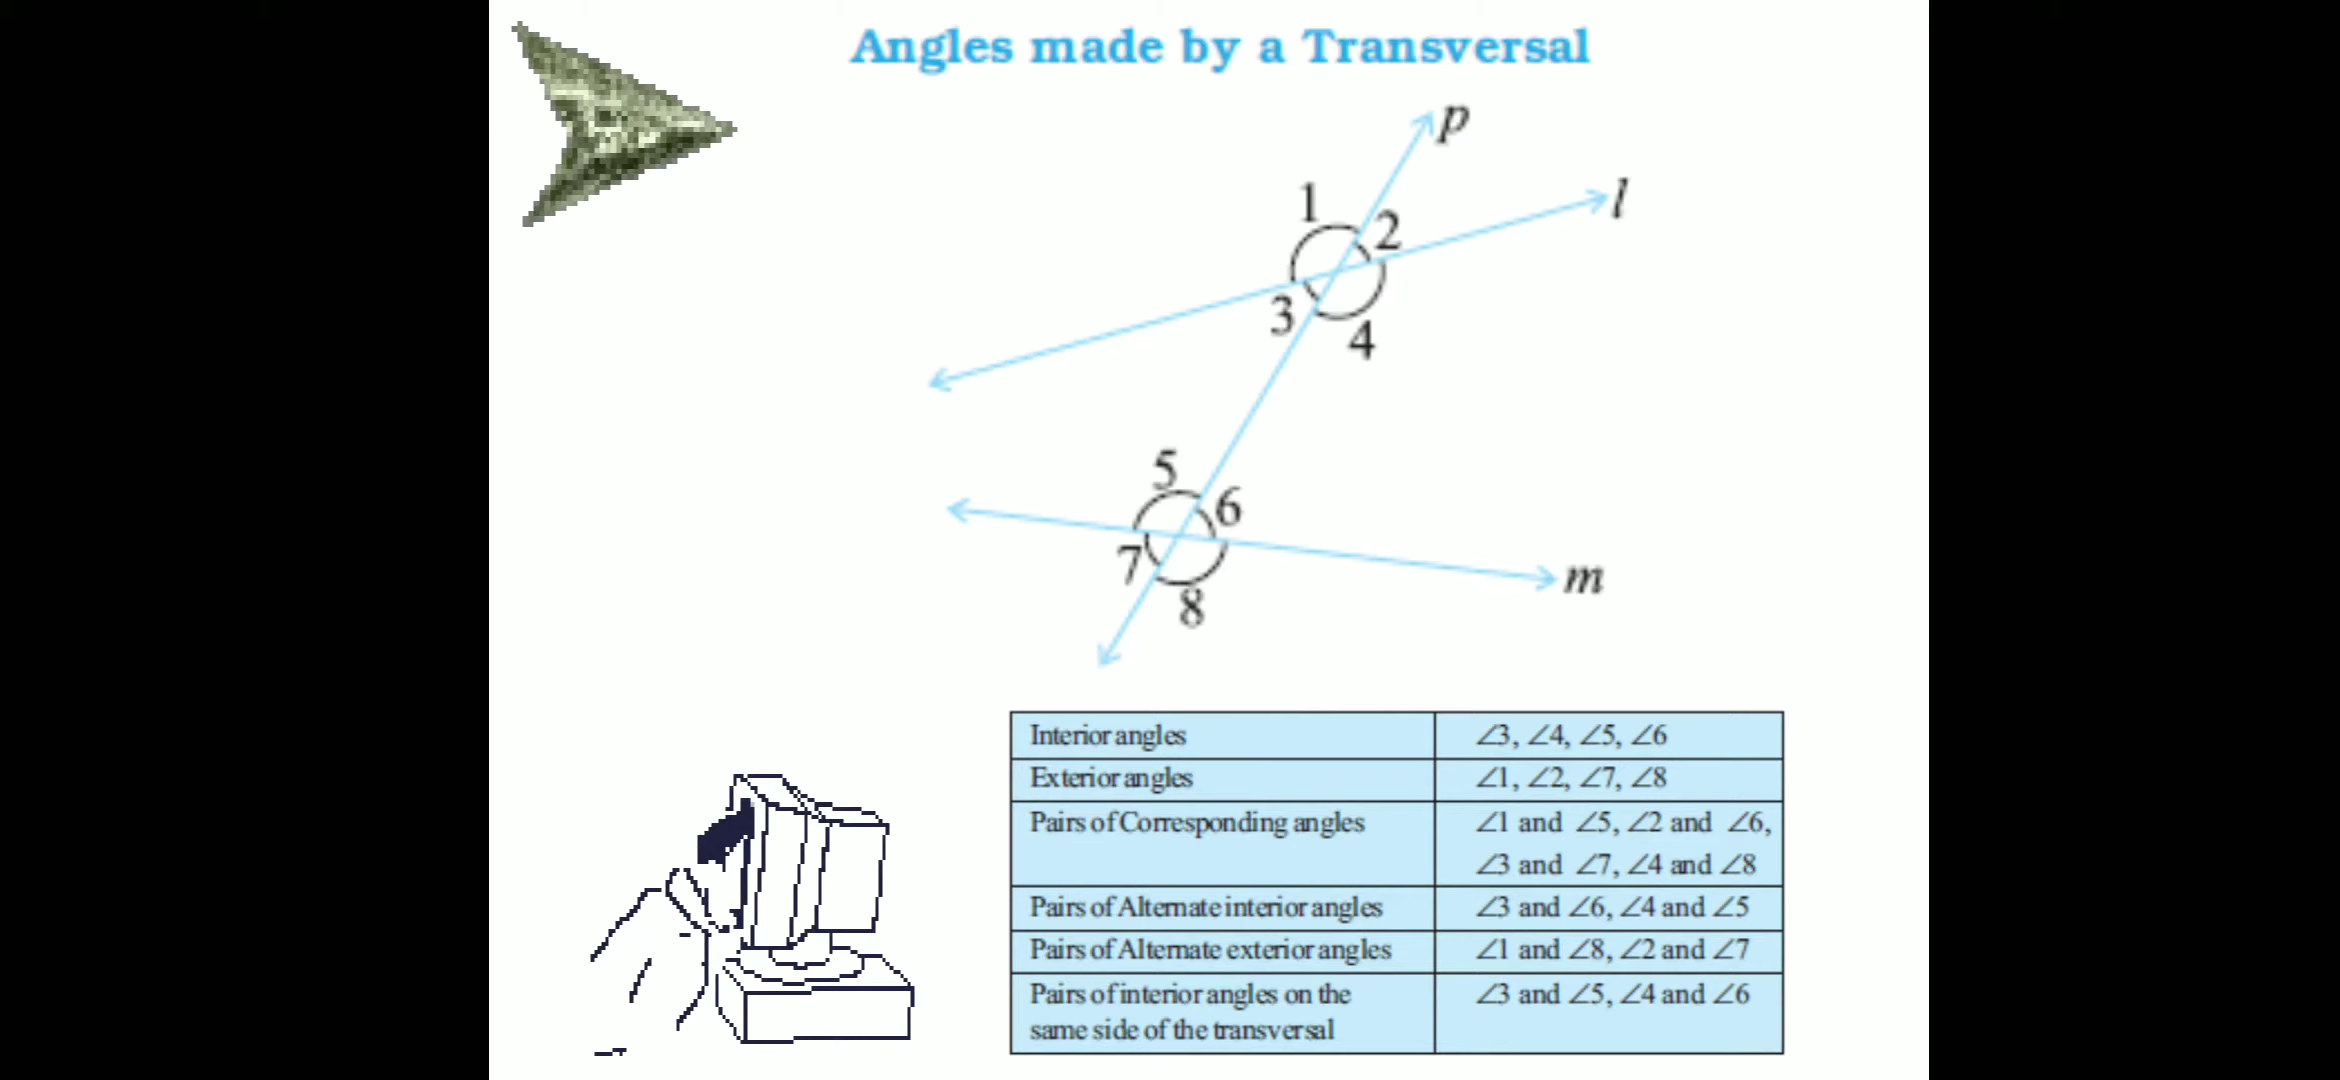 Angles made by a Transversal
p
l
1
2
3
4
5
6
7
8
m
Interior angles ∠3, ∠4, ∠5, ∠6
Exterior angles ∠1, ∠2, ∠7, ∠8
Pairs of Corresponding angles ∠1 and ∠5, ∠2 and ∠6,
∠3 and ∠7, ∠4 and ∠8
Pairs of Alternate interior angles ∠3 and ∠6, ∠4 and ∠5
Pairs of Alternate exterior angles ∠1 and ∠8, ∠2 and ∠7
Pairs of interior angles on the ∠3 and ∠5, ∠4 and ∠6
same side of the transversal